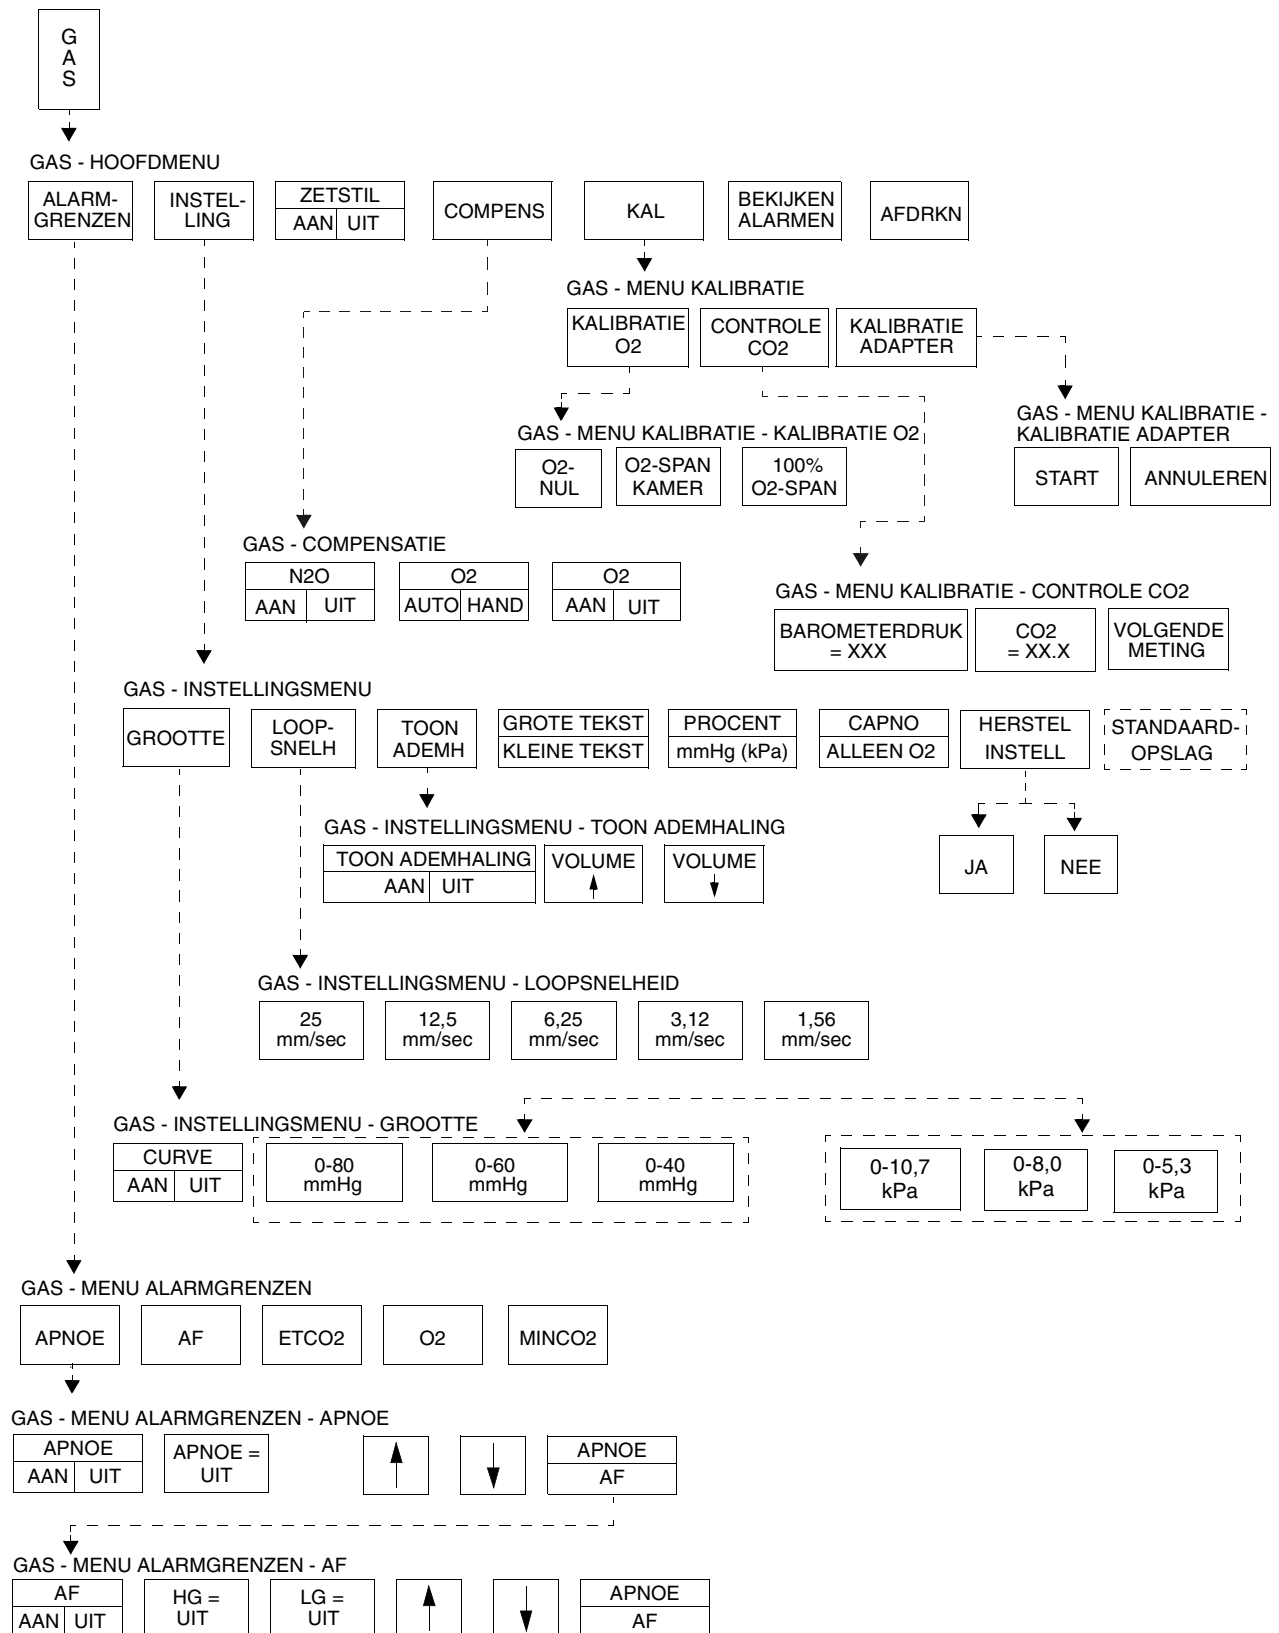 G
A
S
GAS - HOOFDMENU
ALARM-
GRENZEN
INSTEL-
LING
ZETSTIL
AAN UIT
COMPENS
KAL
BEKIJKEN
ALARMEN
AFDRKN
GAS - MENU KALIBRATIE
KALIBRATIE
O2
CONTROLE
CO2
KALIBRATIE
ADAPTER
GAS - MENU KALIBRATIE -
KALIBRATIE ADAPTER
START
ANNULEREN
GAS - MENU KALIBRATIE - KALIBRATIE O2
O2-
NUL
O2-SPAN
KAMER
100%
O2-SPAN
GAS - COMPENSATIE
N2O
AAN UIT
O2
AUTO HAND
O2
AAN UIT
GAS - MENU KALIBRATIE - CONTROLE CO2
BAROMETERDRUK
= XXX
CO2
= XX.X
VOLGENDE
METING
GAS - INSTELLINGSMENU
GROOTTE
LOOP-
SNELH
TOON
ADEMH
GROTE TEKST
KLEINE TEKST
PROCENT
mmHg (kPa)
CAPNO
ALLEEN O2
HERSTEL
INSTELL
STANDAARD-
OPSLAG
JA
NEE
GAS - INSTELLINGSMENU - TOON ADEMHALING
TOON ADEMHALING
AAN UIT
VOLUME
VOLUME
GAS - INSTELLINGSMENU - LOOPSNELHEID
25
mm/sec
12,5
mm/sec
6,25
mm/sec
3,12
mm/sec
1,56
mm/sec
GAS - INSTELLINGSMENU - GROOTTE
CURVE
AAN UIT
0-80
mmHg
0-60
mmHg
0-40
mmHg
0-10,7
kPa
0-8,0
kPa
0-5,3
kPa
GAS - MENU ALARMGRENZEN
APNOE
AF
ETCO2
O2
MINCO2
GAS - MENU ALARMGRENZEN - APNOE
APNOE
AAN UIT
APNOE =
UIT
APNOE
AF
GAS - MENU ALARMGRENZEN - AF
AF
AAN UIT
HG =
UIT
LG =
UIT
APNOE
AF